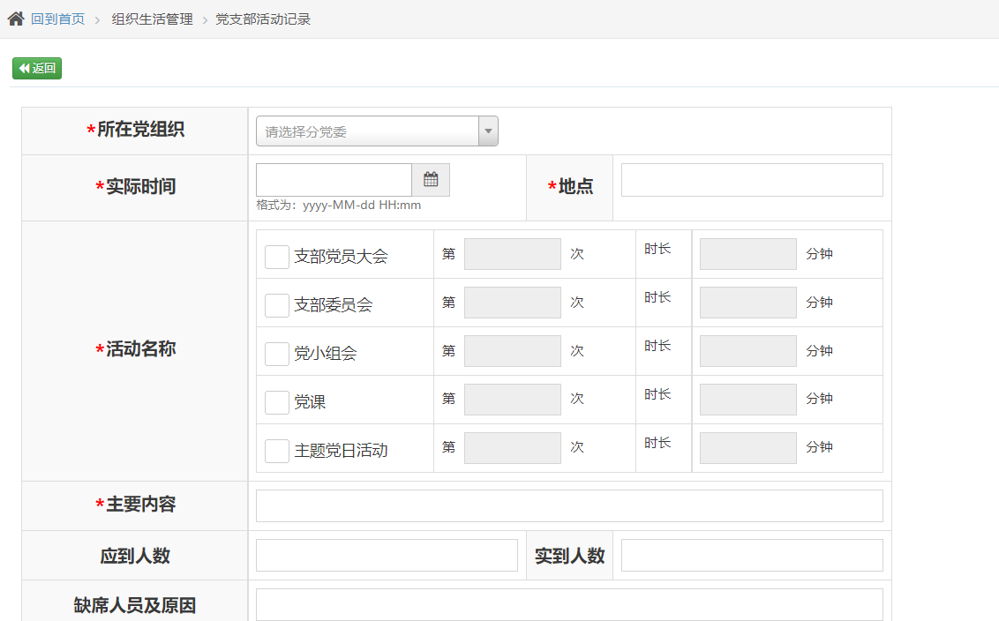 回到首页 > 组织生活管理 > 党支部活动记录
返回
*所在党组织 请选择分党委
*实际时间 *地点
格式为：yyyy-MM-dd HH:mm
*活动名称
支部党员大会 第 次 时长 分钟
支部委员会 第 次 时长 分钟
党小组会 第 次 时长 分钟
党课 第 次 时长 分钟
主题党日活动 第 次 时长 分钟
*主要内容
应到人数 实到人数
缺席人员及原因